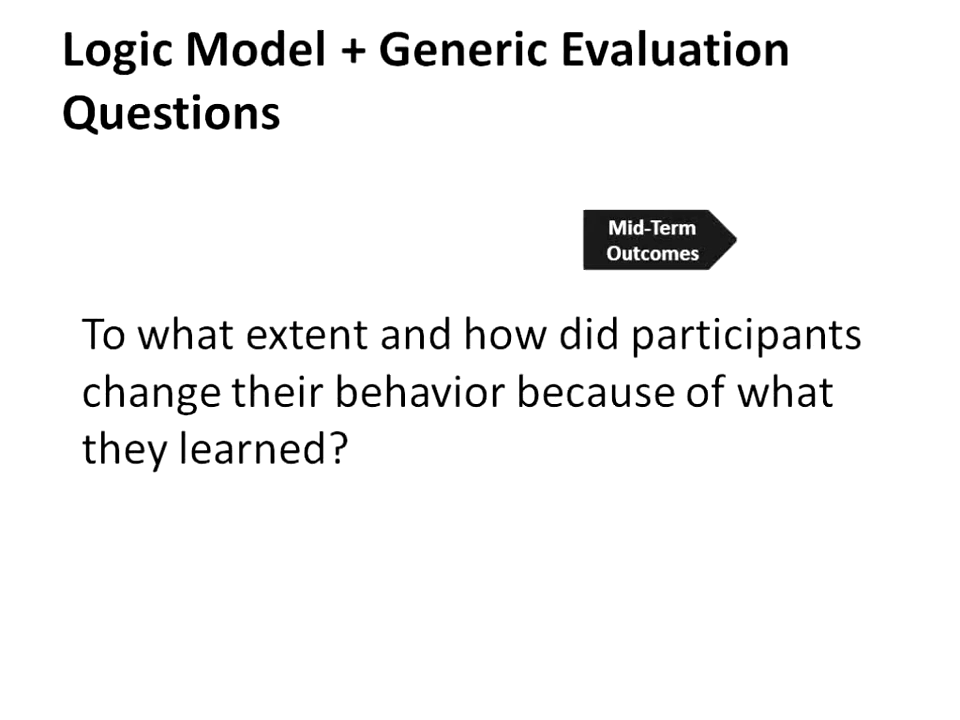 Logic Model + Generic Evaluation
Questions
Mid-Term
Outcomes
To what extent and how did participants
change their behavior because of what
they learned?